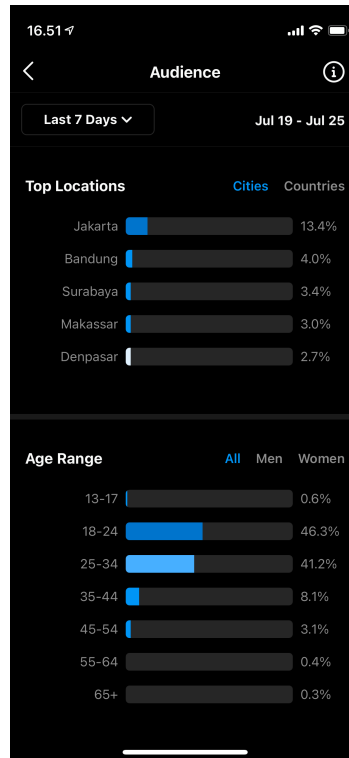 16.51
Audience
Last 7 Days
Jul 19 - Jul 25
Top Locations
Cities Countries
Jakarta 13.4%
Bandung 4.0%
Surabaya 3.4%
Makassar 3.0%
Denpasar 2.7%
Age Range
All Men Women
13-17 0.6%
18-24 46.3%
25-34 41.2%
35-44 8.1%
45-54 3.1%
55-64 0.4%
65+ 0.3%